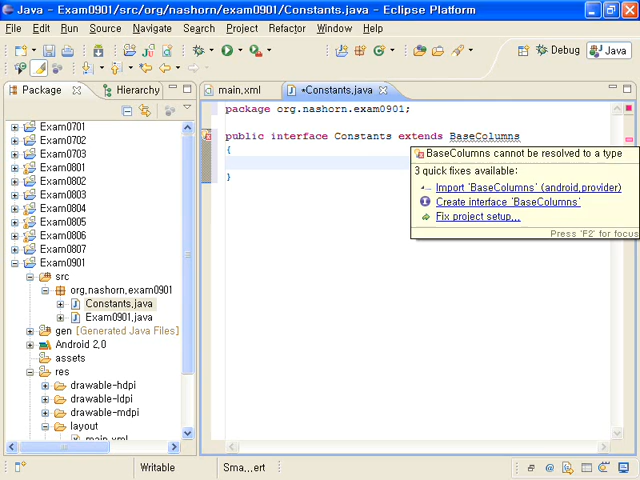 Java - Exam0901/src/org/nashorn/exam0901/Constants.java - Eclipse Platform
File Edit Run Source Navigate Search Project Refactor Window Help
Debug Java
Package Hierarchy
main.xml *Constants.java
Exam0701
Exam0702
Exam0703
Exam0801
Exam0802
Exam0803
Exam0804
Exam0805
Exam0806
Exam0807
Exam0901
src
org.nashorn.exam0901
Constants.java
Exam0901.java
gen [Generated Java Files]
Android 2.0
assets
res
drawable-hdpi
drawable-ldpi
drawable-mdpi
layout
main.xml
package org.nashorn.exam0901;
public interface Constants extends BaseColumns
{
}
BaseColumns cannot be resolved to a type
3 quick fixes available:
Import 'BaseColumns' (android.provider)
Create interface 'BaseColumns'
Fix project setup...
Press 'F2' for focus
Writable Sma...ert